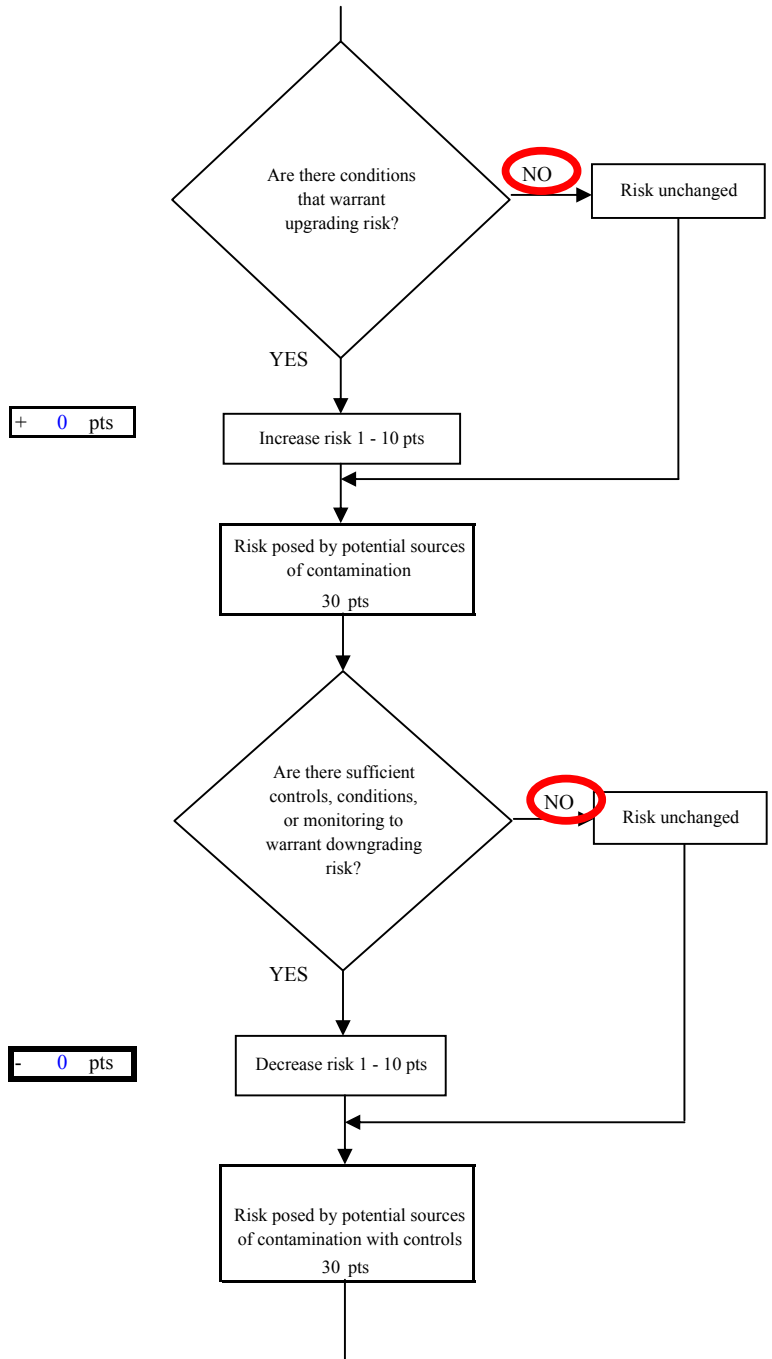 Are there conditions
that warrant
upgrading risk?
NO
Risk unchanged
YES
+ 0 pts
Increase risk 1 - 10 pts
Risk posed by potential sources
of contamination
30 pts
Are there sufficient
controls, conditions,
or monitoring to
warrant downgrading
risk?
NO
Risk unchanged
YES
- 0 pts
Decrease risk 1 - 10 pts
Risk posed by potential sources
of contamination with controls
30 pts